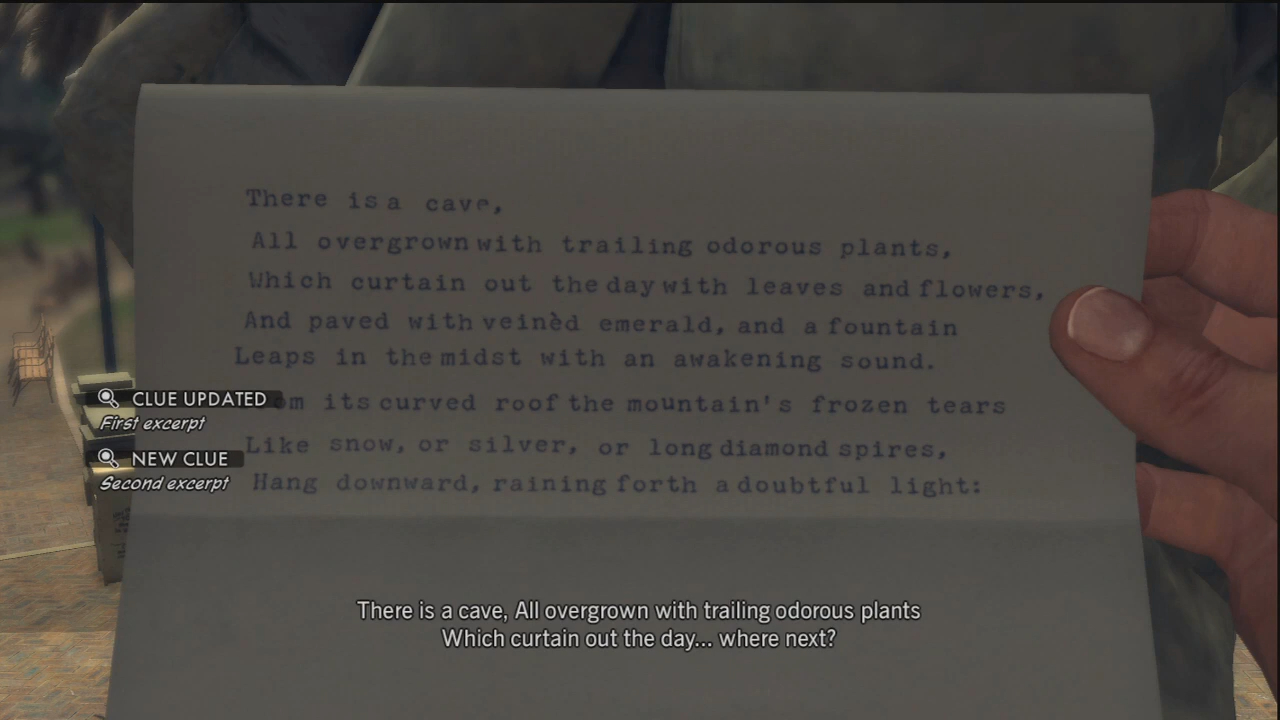 There is a cave,
All overgrown with trailing odorous plants,
Which curtain out the day with leaves and flowers,
And paved with veinèd emerald, and a fountain
Leaps in the midst with an awakening sound.
om its curved roof the mountain's frozen tears
Like snow, or silver, or long diamond spires,
Hang downward, raining forth a doubtful light:
CLUE UPDATED
First excerpt
NEW CLUE
Second excerpt
There is a cave, All overgrown with trailing odorous plants
Which curtain out the day... where next?